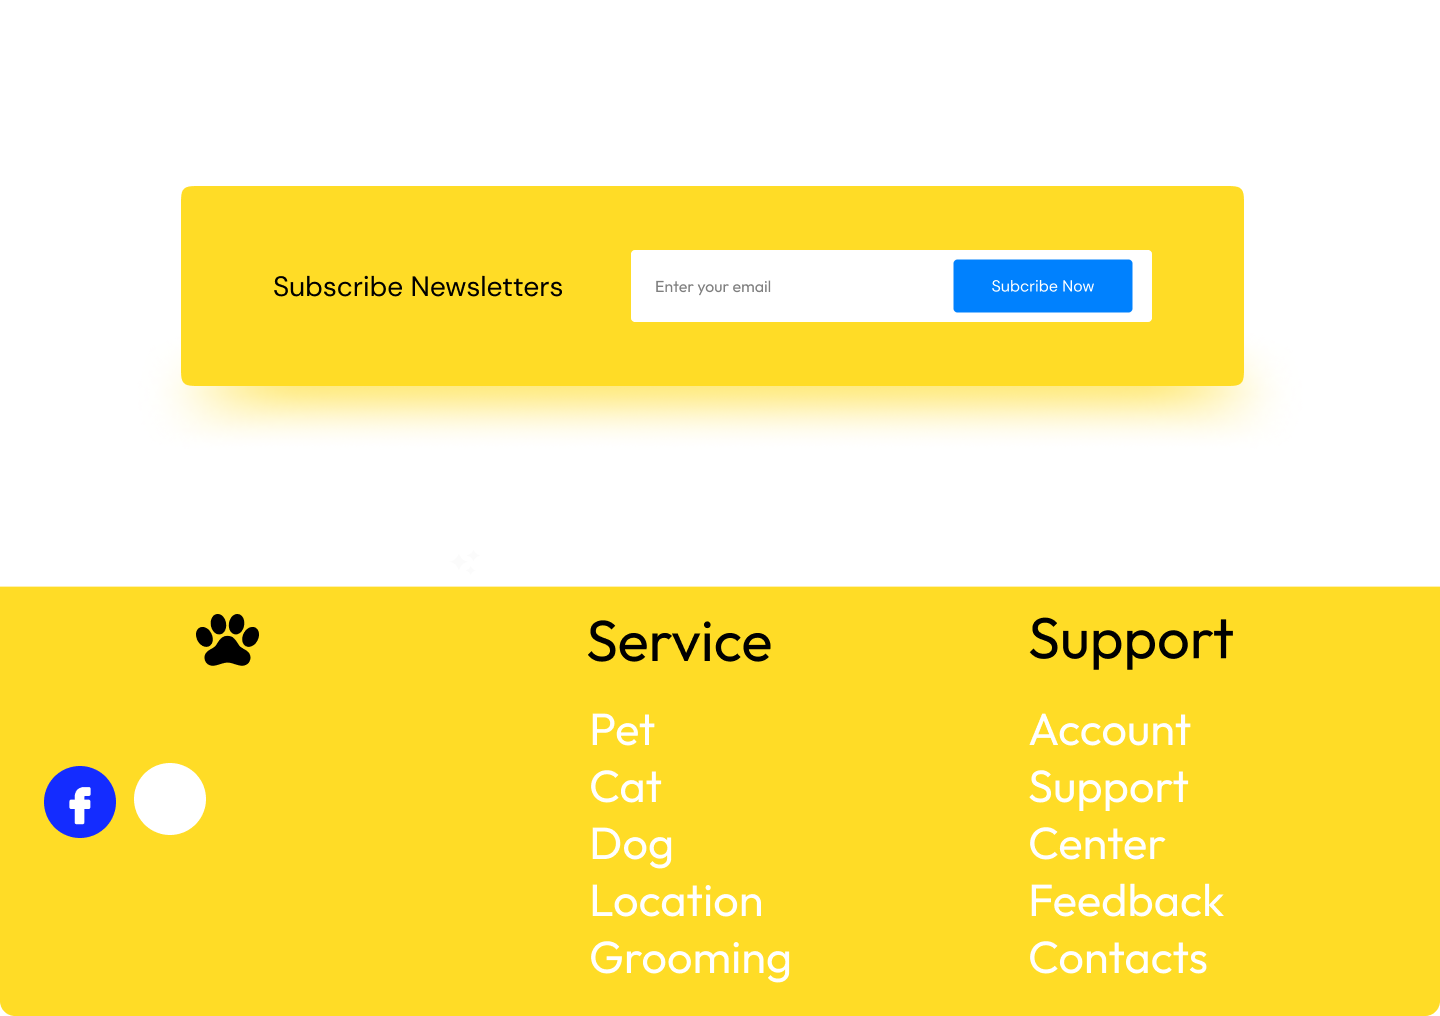 Subscribe Newsletters
Enter your email
Subcribe Now
Service
Pet
Cat
Dog
Location
Grooming
Support
Account
Support
Center
Feedback
Contacts